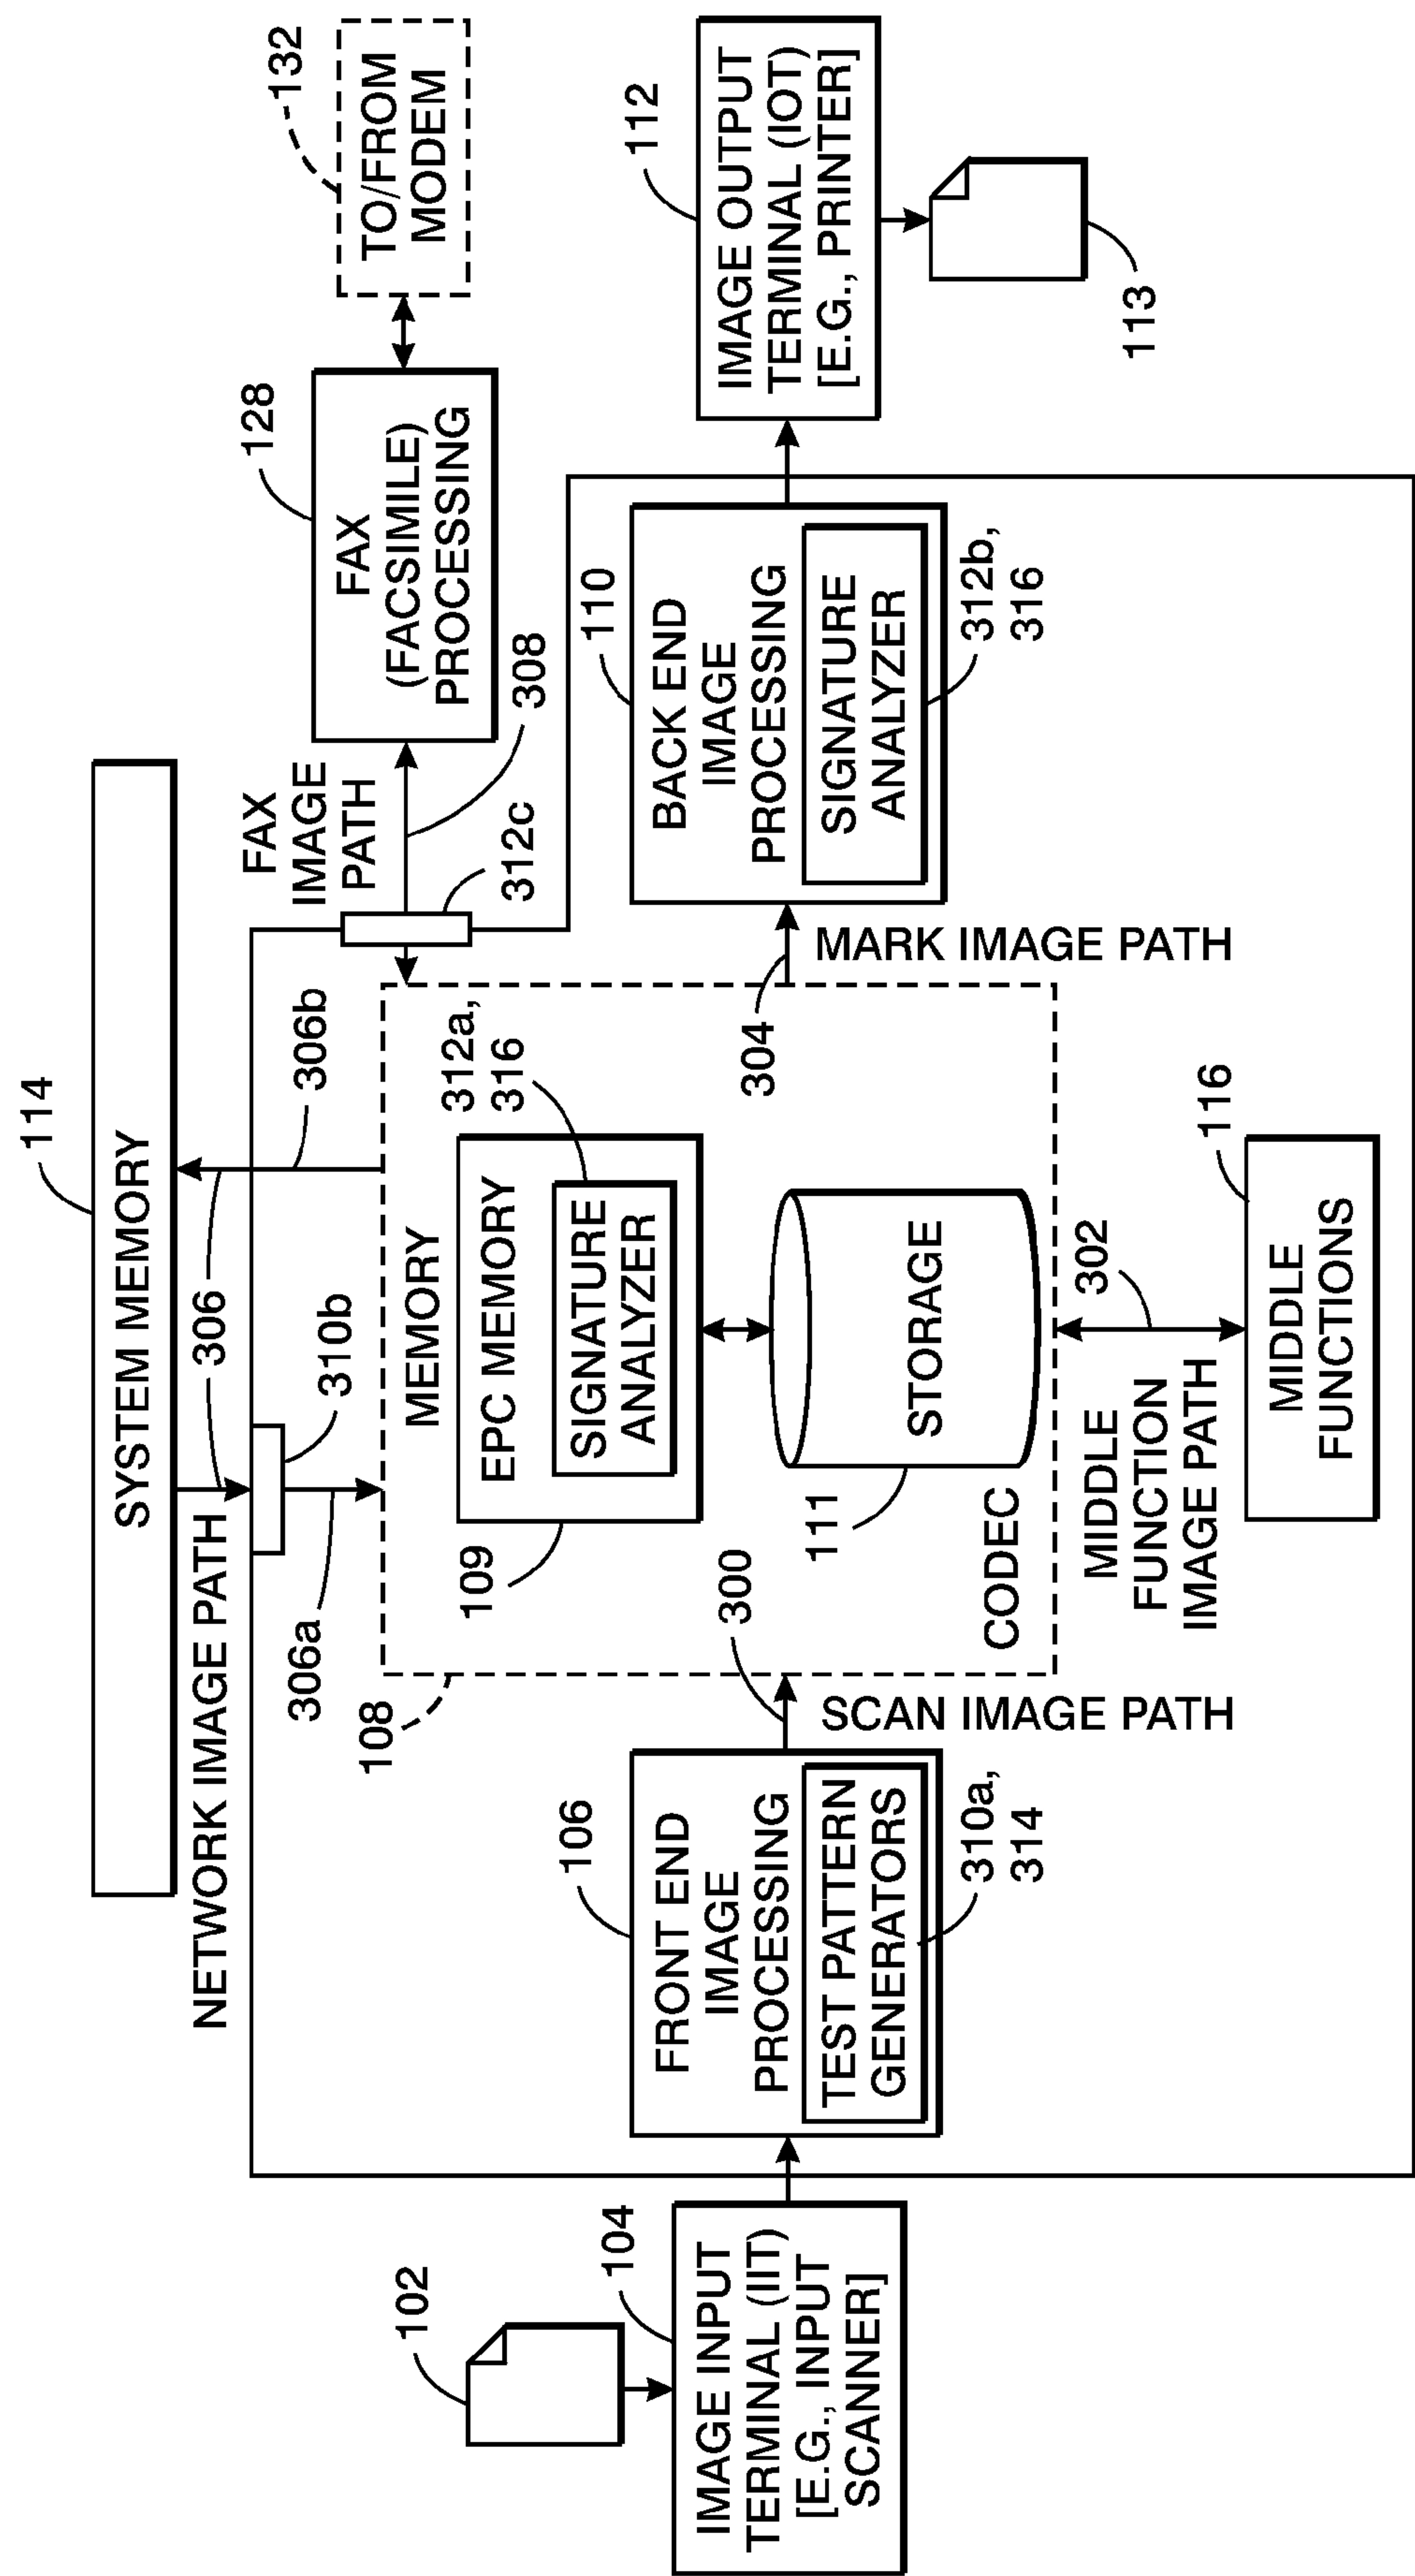 114
SYSTEM MEMORY
NETWORK IMAGE PATH
306
306a
310b
306b
FAX
IMAGE
PATH
312c
308
128
FAX
(FACSIMILE)
PROCESSING
132
TO/FROM
MODEM
102
104
IMAGE INPUT
TERMINAL (IIT)
[E.G., INPUT
SCANNER]
106
FRONT END
IMAGE
PROCESSING
TEST PATTERN
GENERATORS
310a,
314
300
SCAN IMAGE PATH
108
MEMORY
109
EPC MEMORY
SIGNATURE
ANALYZER
312a,
316
111
STORAGE
CODEC
302
MIDDLE
FUNCTION
IMAGE PATH
116
MIDDLE
FUNCTIONS
304
MARK IMAGE PATH
110
BACK END
IMAGE
PROCESSING
SIGNATURE
ANALYZER
312b,
316
112
IMAGE OUTPUT
TERMINAL (IOT)
[E.G., PRINTER]
113